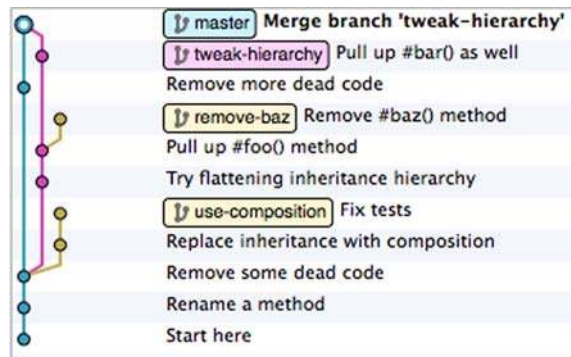 master Merge branch 'tweak-hierarchy'
tweak-hierarchy Pull up #bar() as well
Remove more dead code
remove-baz Remove #baz() method
Pull up #foo() method
Try flattening inheritance hierarchy
use-composition Fix tests
Replace inheritance with composition
Remove some dead code
Rename a method
Start here